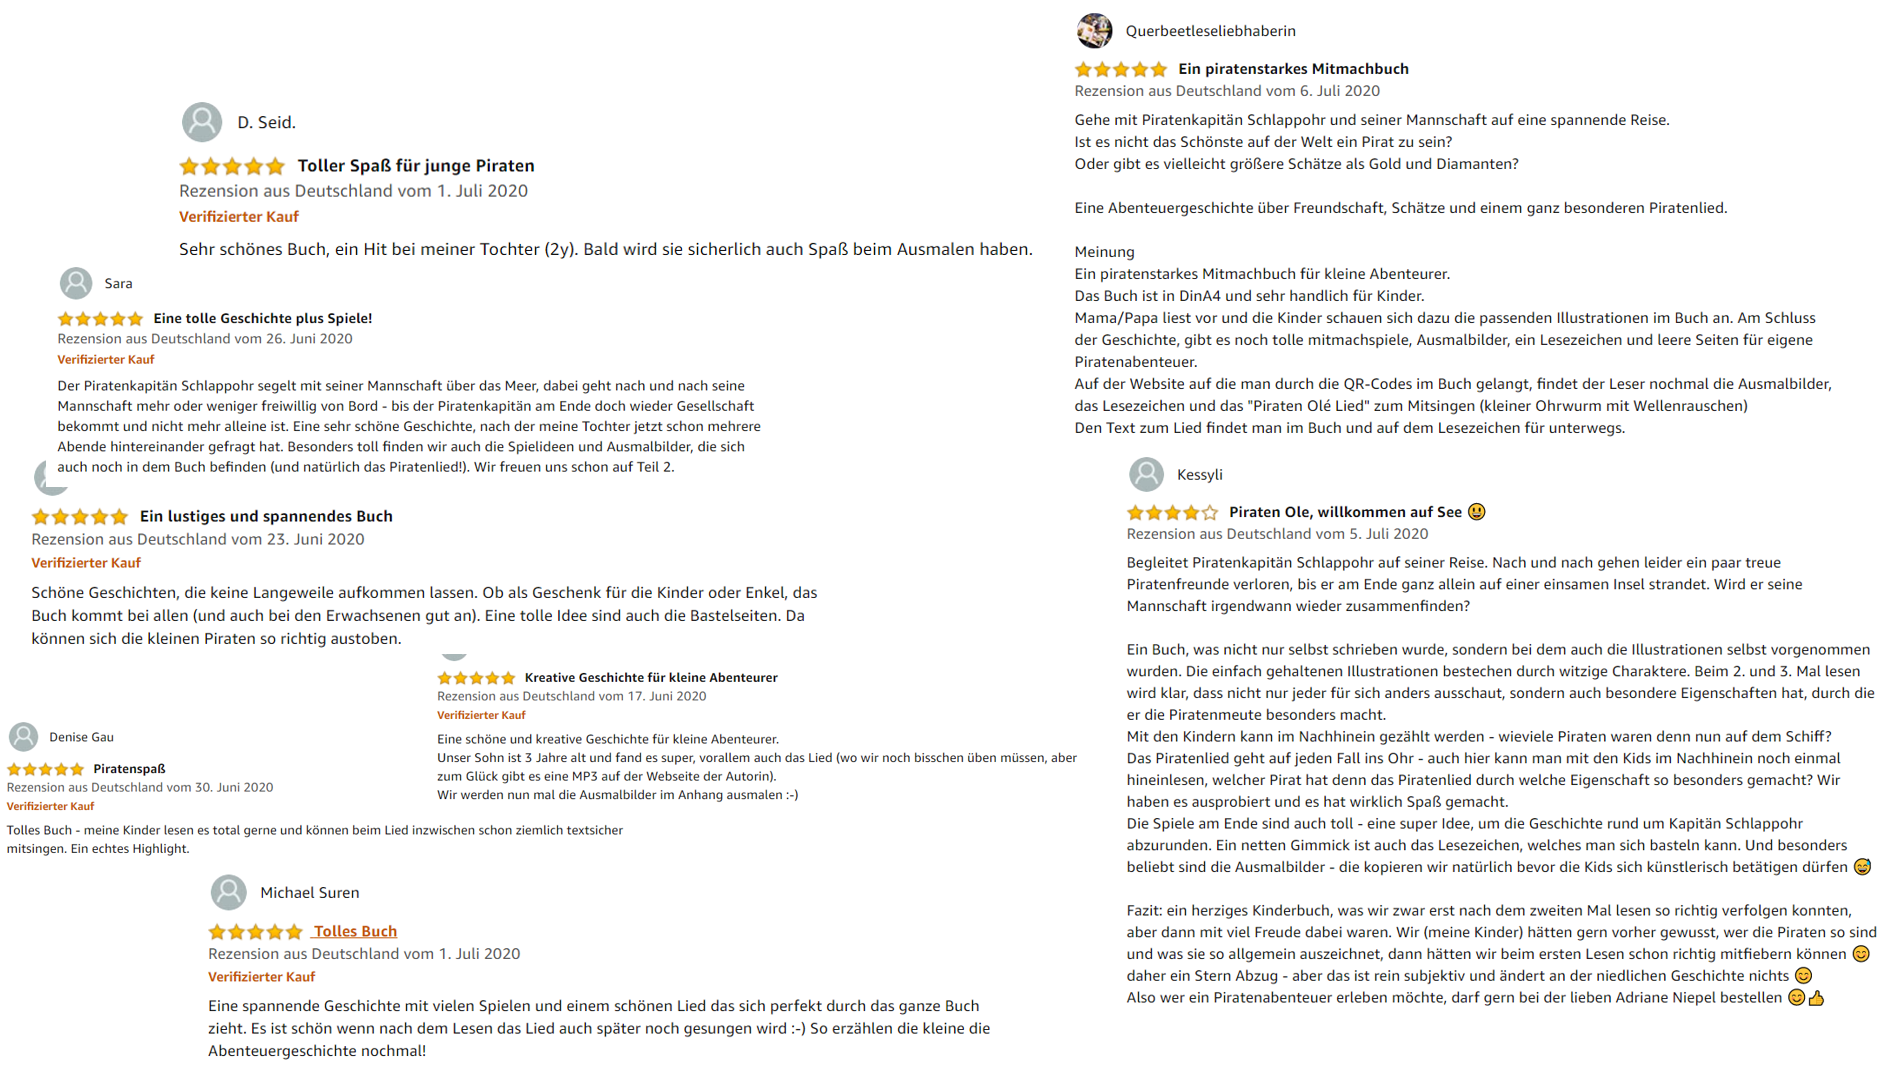 D. Seid.
Toller Spaß für junge Piraten
Rezension aus Deutschland vom 1. Juli 2020
Verifizierter Kauf
Sehr schönes Buch, ein Hit bei meiner Tochter (2y). Bald wird sie sicherlich auch Spaß beim Ausmalen haben.
Sara
Eine tolle Geschichte plus Spiele!
Rezension aus Deutschland vom 26. Juni 2020
Verifizierter Kauf
Der Piratenkapitän Schlappohr segelt mit seiner Mannschaft über das Meer, dabei geht nach und nach seine
Mannschaft mehr oder weniger freiwillig von Bord - bis der Piratenkapitän am Ende doch wieder Gesellschaft
bekommt und nicht mehr alleine ist. Eine sehr schöne Geschichte, nach der meine Tochter jetzt schon mehrere
Abende hintereinander gefragt hat. Besonders toll finden wir auch die Spielideen und Ausmalbilder, die sich
auch noch in dem Buch befinden (und natürlich das Piratenlied!). Wir freuen uns schon auf Teil 2.
Ein lustiges und spannendes Buch
Rezension aus Deutschland vom 23. Juni 2020
Verifizierter Kauf
Schöne Geschichten, die keine Langeweile aufkommen lassen. Ob als Geschenk für die Kinder oder Enkel, das
Buch kommt bei allen (und auch bei den Erwachsenen gut an). Eine tolle Idee sind auch die Bastelseiten. Da
können sich die kleinen Piraten so richtig austoben.
Kreative Geschichte für kleine Abenteurer
Rezension aus Deutschland vom 17. Juni 2020
Verifizierter Kauf
Eine schöne und kreative Geschichte für kleine Abenteurer.
Unser Sohn ist 3 Jahre alt und fand es super, vorallem auch das Lied (wo wir noch bisschen üben müssen, aber
zum Glück gibt es eine MP3 auf der Webseite der Autorin).
Wir werden nun mal die Ausmalbilder im Anhang ausmalen :-)
Denise Gau
Piratenspaß
Rezension aus Deutschland vom 30. Juni 2020
Verifizierter Kauf
Tolles Buch - meine Kinder lesen es total gerne und können beim Lied inzwischen schon ziemlich textsicher
mitsingen. Ein echtes Highlight.
Michael Suren
Tolles Buch
Rezension aus Deutschland vom 1. Juli 2020
Verifizierter Kauf
Eine spannende Geschichte mit vielen Spielen und einem schönen Lied das sich perfekt durch das ganze Buch
zieht. Es ist schön wenn nach dem Lesen das Lied auch später noch gesungen wird :-) So erzählen die kleine die
Abenteuergeschichte nochmal!
Querbeetleseliebhaberin
Ein piratenstarkes Mitmachbuch
Rezension aus Deutschland vom 6. Juli 2020
Gehe mit Piratenkapitän Schlappohr und seiner Mannschaft auf eine spannende Reise.
Ist es nicht das Schönste auf der Welt ein Pirat zu sein?
Oder gibt es vielleicht größere Schätze als Gold und Diamanten?
Eine Abenteuergeschichte über Freundschaft, Schätze und einem ganz besonderen Piratenlied.
Meinung
Ein piratenstarkes Mitmachbuch für kleine Abenteurer.
Das Buch ist in DinA4 und sehr handlich für Kinder.
Mama/Papa liest vor und die Kinder schauen sich dazu die passenden Illustrationen im Buch an. Am Schluss
der Geschichte, gibt es noch tolle mitmachspiele, Ausmalbilder, ein Lesezeichen und leere Seiten für eigene
Piratenabenteuer.
Auf der Website auf die man durch die QR-Codes im Buch gelangt, findet der Leser nochmal die Ausmalbilder,
das Lesezeichen und das "Piraten Olé Lied" zum Mitsingen (kleiner Ohrwurm mit Wellenrauschen)
Den Text zum Lied findet man im Buch und auf dem Lesezeichen für unterwegs.
Kessyli
Piraten Ole, willkommen auf See 😃
Rezension aus Deutschland vom 5. Juli 2020
Begleitet Piratenkapitän Schlappohr auf seiner Reise. Nach und nach gehen leider ein paar treue
Piratenfreunde verloren, bis er am Ende ganz allein auf einer einsamen Insel strandet. Wird er seine
Mannschaft irgendwann wieder zusammenfinden?
Ein Buch, was nicht nur selbst schrieben wurde, sondern bei dem auch die Illustrationen selbst vorgenommen
wurden. Die einfach gehaltenen Illustrationen bestechen durch witzige Charaktere. Beim 2. und 3. Mal lesen
wird klar, dass nicht nur jeder für sich anders ausschaut, sondern auch besondere Eigenschaften hat, durch die
er die Piratenmeute besonders macht.
Mit den Kindern kann im Nachhinein gezählt werden - wieviele Piraten waren denn nun auf dem Schiff?
Das Piratenlied geht auf jeden Fall ins Ohr - auch hier kann man mit den Kids im Nachhinein noch einmal
hineinlesen, welcher Pirat hat denn das Piratenlied durch welche Eigenschaft so besonders gemacht? Wir
haben es ausprobiert und es hat wirklich Spaß gemacht.
Die Spiele am Ende sind auch toll - eine super Idee, um die Geschichte rund um Kapitän Schlappohr
abzurunden. Ein netten Gimmick ist auch das Lesezeichen, welches man sich basteln kann. Und besonders
beliebt sind die Ausmalbilder - die kopieren wir natürlich bevor die Kids sich künstlerisch betätigen dürfen 😅
Fazit: ein herziges Kinderbuch, was wir zwar erst nach dem zweiten Mal lesen so richtig verfolgen konnten,
aber dann mit viel Freude dabei waren. Wir (meine Kinder) hätten gern vorher gewusst, wer die Piraten so sind
und was sie so allgemein auszeichnet, dann hätten wir beim ersten Lesen schon richtig mitfiebern können 😊
daher ein Stern Abzug - aber das ist rein subjektiv und ändert an der niedlichen Geschichte nichts 😊
Also wer ein Piratenabenteuer erleben möchte, darf gern bei der lieben Adriane Niepel bestellen 😊👍